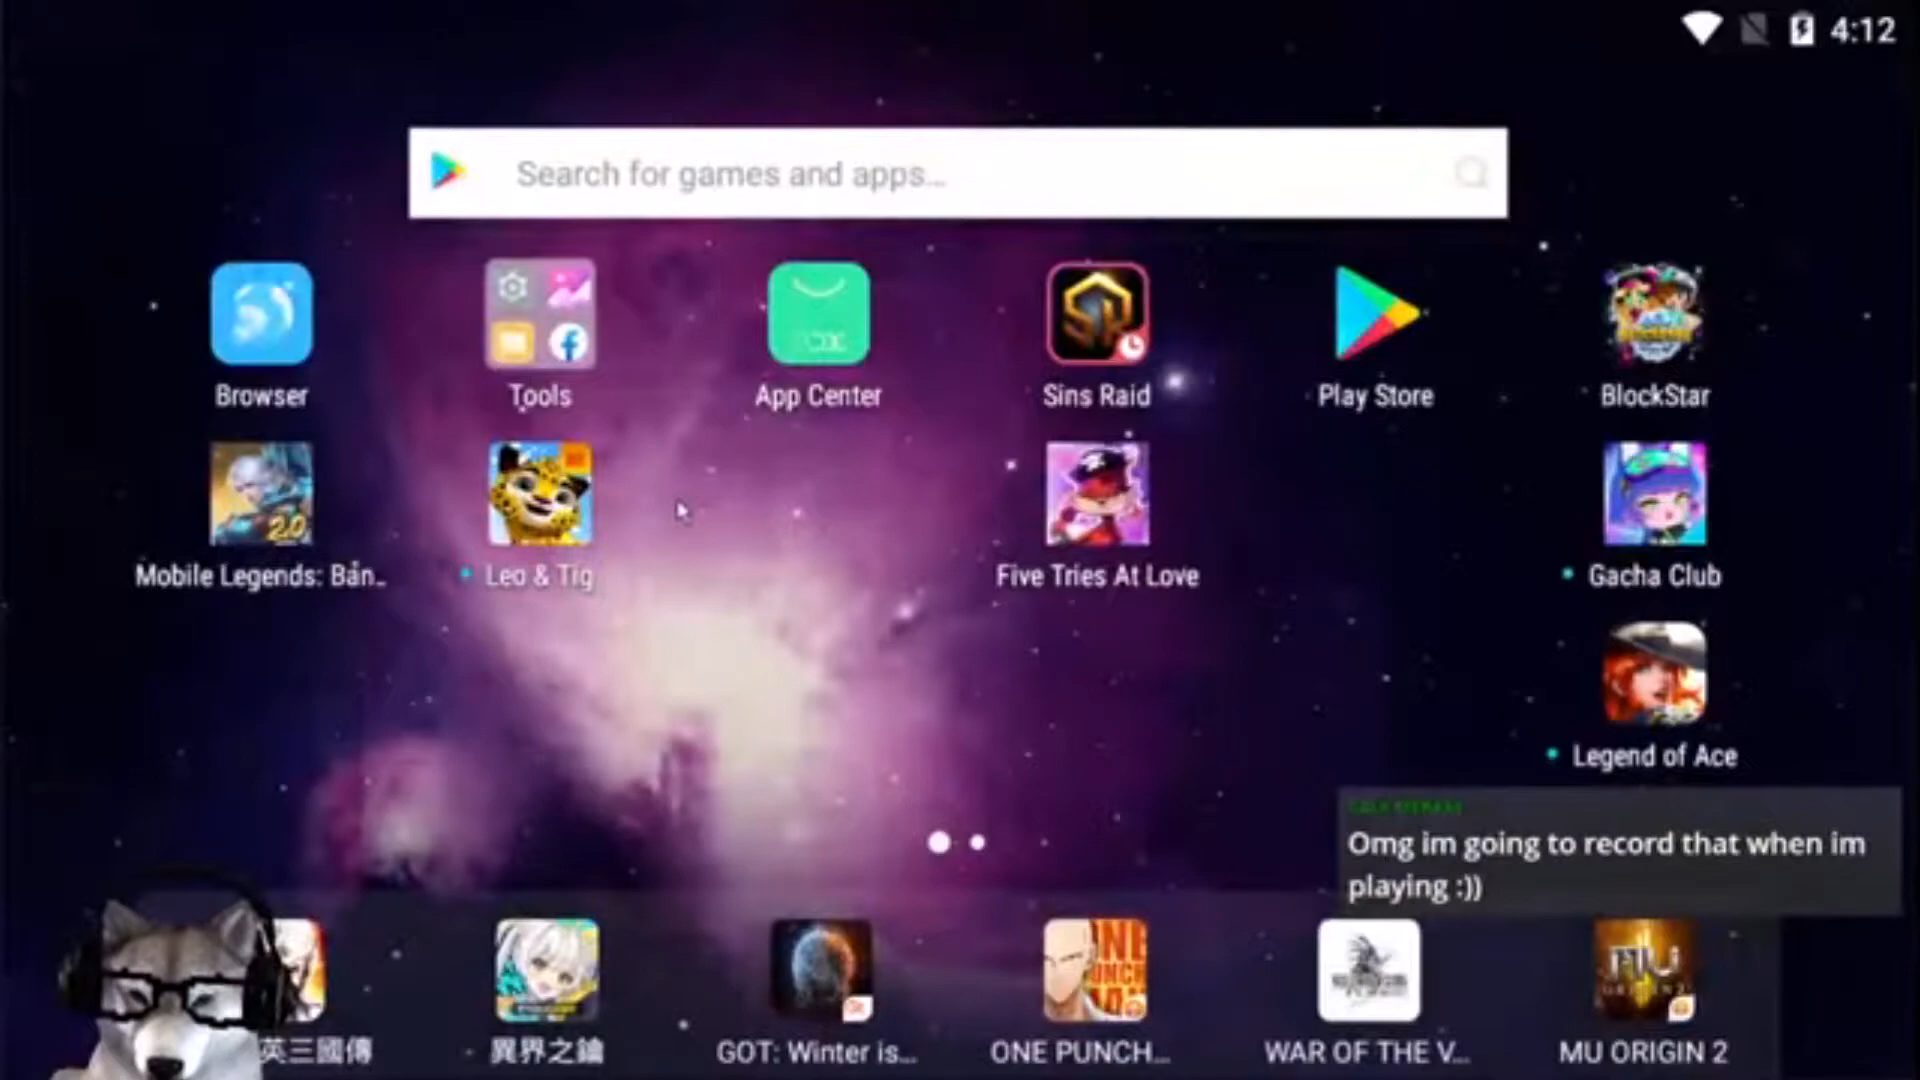 4:12
Search for games and apps...
Browser
Tools
App Center
Sins Raid
Play Store
BlockStar
2.0
Mobile Legends: Bản...
Leo & Tig
Five Tries At Love
Gacha Club
Legend of Ace
Omg im going to record that when im
playing :))
英三國傳
異界之鑰
GOT: Winter is...
ONE PUNCH...
WAR OF THE V...
MU ORIGIN 2